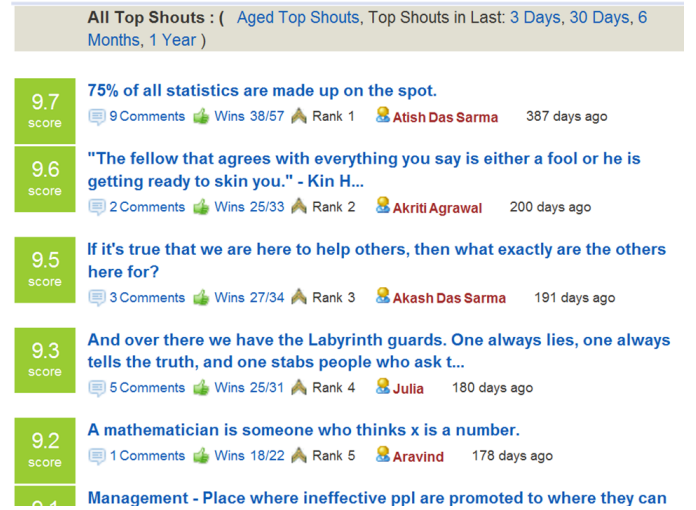 All Top Shouts : ( Aged Top Shouts, Top Shouts in Last: 3 Days, 30 Days, 6
Months, 1 Year )
9.7
score
75% of all statistics are made up on the spot.
9 Comments Wins 38/57 Rank 1 Atish Das Sarma 387 days ago
9.6
score
"The fellow that agrees with everything you say is either a fool or he is
getting ready to skin you." - Kin H...
2 Comments Wins 25/33 Rank 2 Akriti Agrawal 200 days ago
9.5
score
If it's true that we are here to help others, then what exactly are the others
here for?
3 Comments Wins 27/34 Rank 3 Akash Das Sarma 191 days ago
9.3
score
And over there we have the Labyrinth guards. One always lies, one always
tells the truth, and one stabs people who ask t...
5 Comments Wins 25/31 Rank 4 Julia 180 days ago
9.2
score
A mathematician is someone who thinks x is a number.
1 Comments Wins 18/22 Rank 5 Aravind 178 days ago
Management - Place where ineffective ppl are promoted to where they can